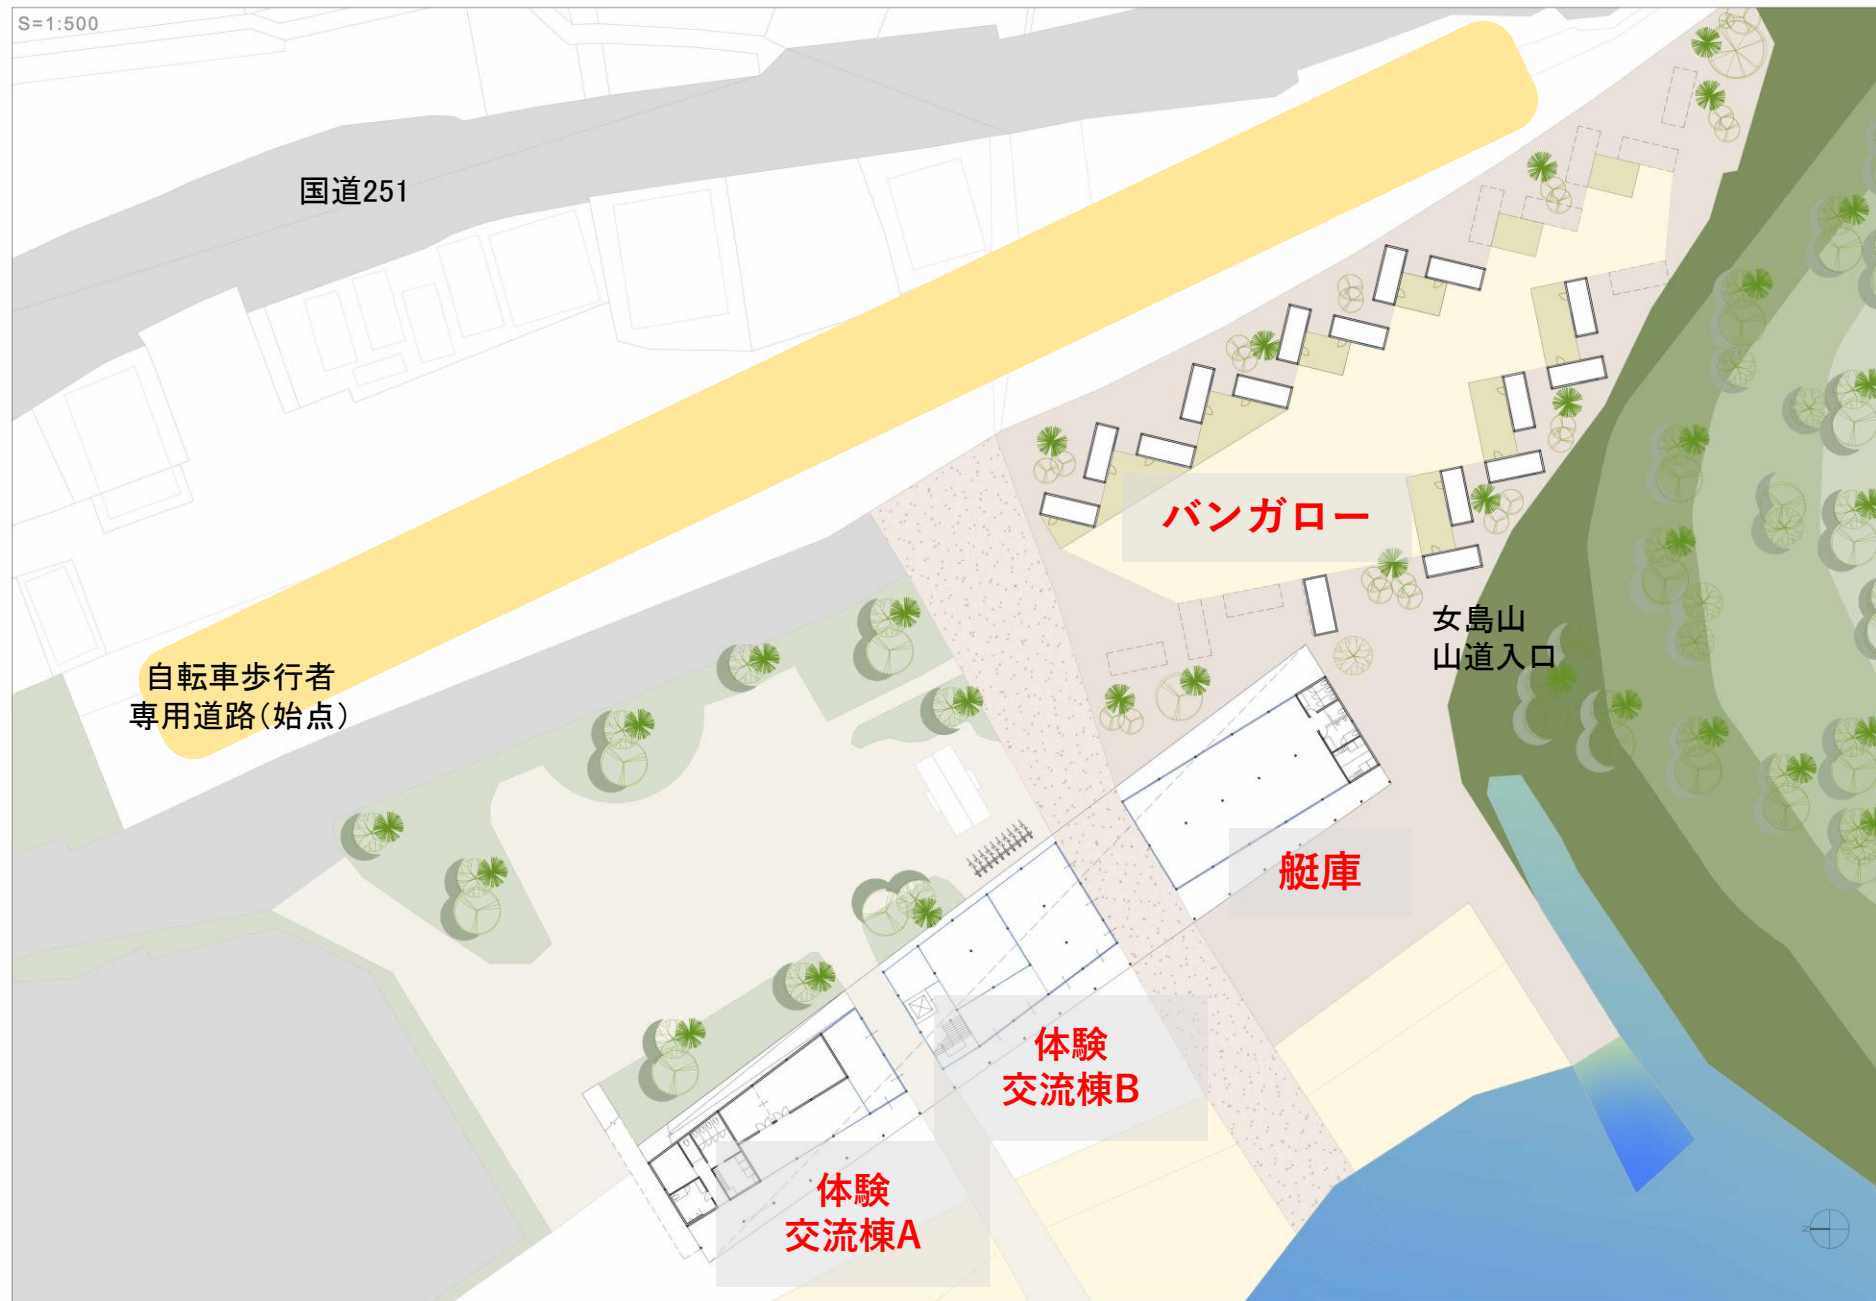 S=1:500
国道251
バンガロー
女島山
山道入口
自転車歩行者
専用道路(始点)
艇庫
体験
交流棟B
体験
交流棟A